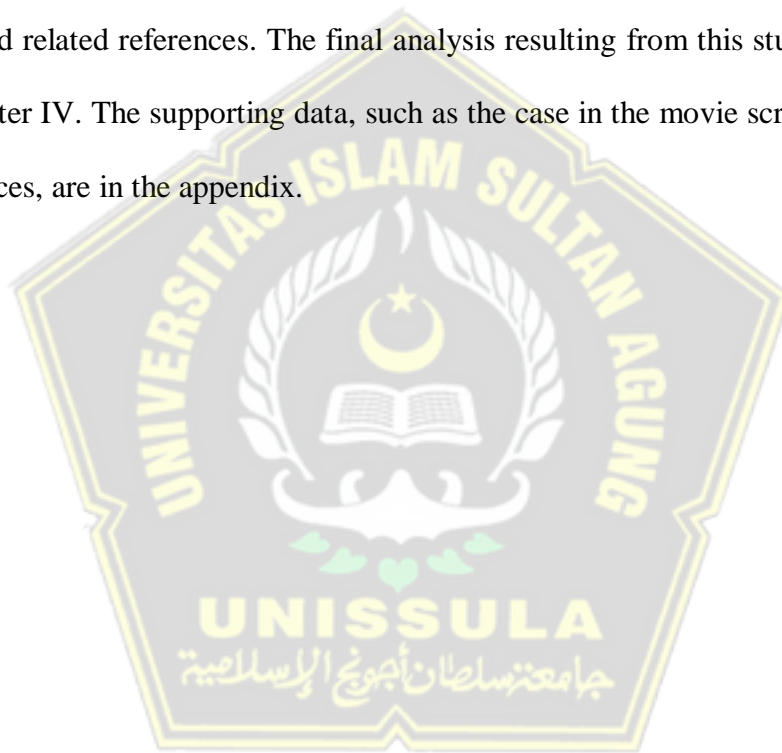 d related references. The final analysis resulting from this stu
ter IV. The supporting data, such as the case in the movie scr
ces, are in the appendix.
UNIVERSITAS ISLAM SULTAN AGUNG
UNISSULA
جامعة سلطان أجونج الإسلامية